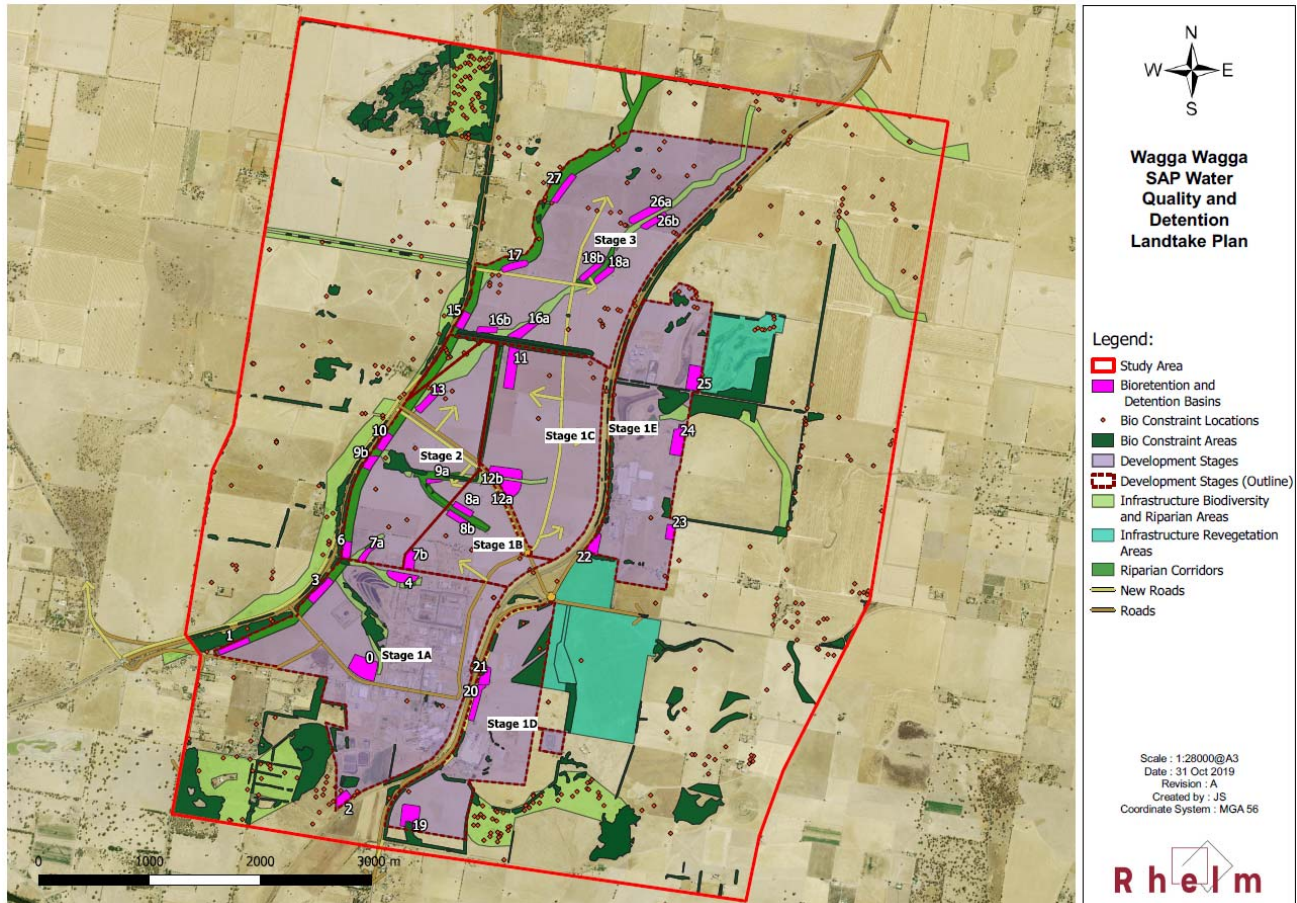 27
26a
26b
Stage 3
17
18b
18a
15
16b
16a
11
25
13
Stage 1C
Stage 1E
24
10
Stage 2
9b
9a
12b
12a
8a
8b
23
6
7a
7b
Stage 1B
22
3
4
1
0
Stage 1A
21
20
Stage 1D
2
19
0
1000
2000
3000 m
N
W
E
S
Wagga Wagga
SAP Water
Quality and
Detention
Landtake Plan
Legend:
Study Area
Bioretention and
Detention Basins
Bio Constraint Locations
Bio Constraint Areas
Development Stages
Development Stages (Outline)
Infrastructure Biodiversity
and Riparian Areas
Infrastructure Revegetation
Areas
Riparian Corridors
New Roads
Roads
Scale : 1:28000@A3
Date : 31 Oct 2019
Revision : A
Created by : JS
Coordinate System : MGA 56
Rhelm